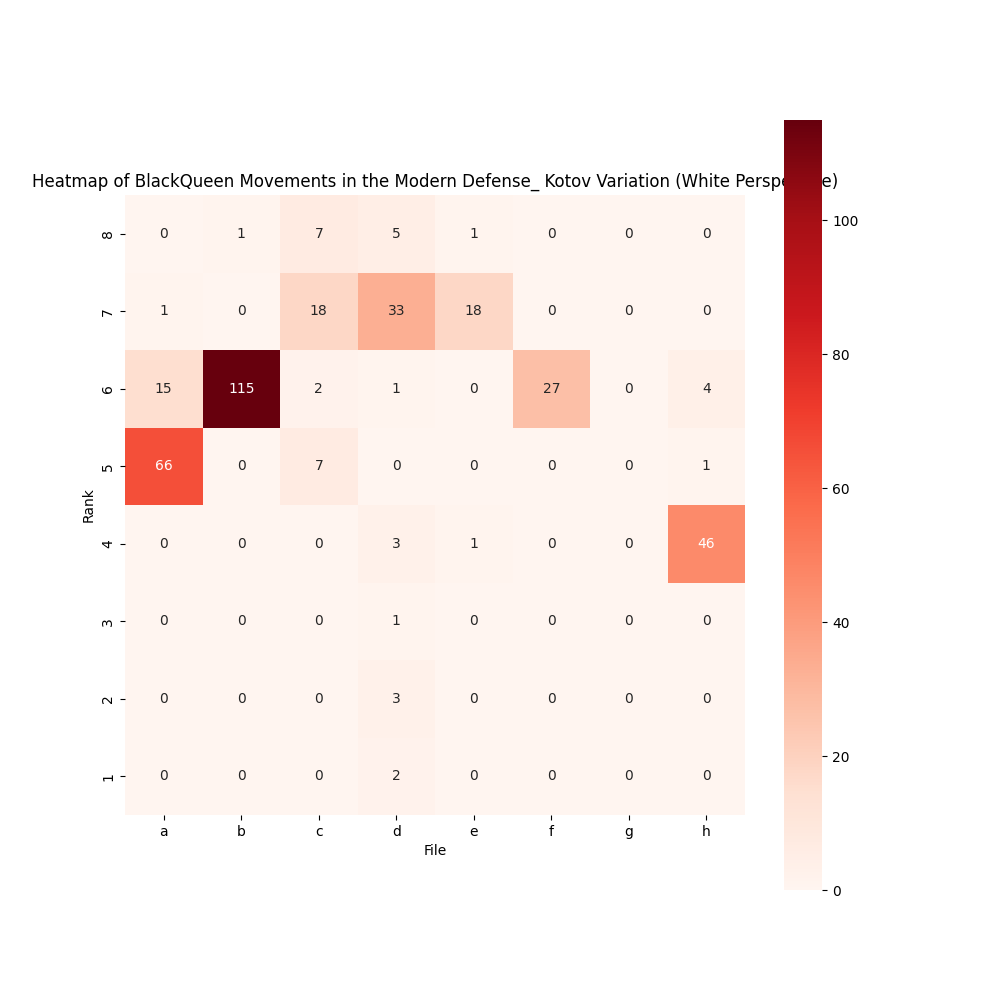 Heatmap of BlackQueen Movements in the Modern Defense_ Kotov Variation (White Perspective)
8 0 1 7 5 1 0 0 0
7 1 0 18 33 18 0 0 0
6 15 115 2 1 0 27 0 4
5 66 0 7 0 0 0 0 1
4 0 0 0 3 1 0 0 46
3 0 0 0 1 0 0 0 0
2 0 0 0 3 0 0 0 0
1 0 0 0 2 0 0 0 0
a b c d e f g h
File
Rank
100
80
60
40
20
0